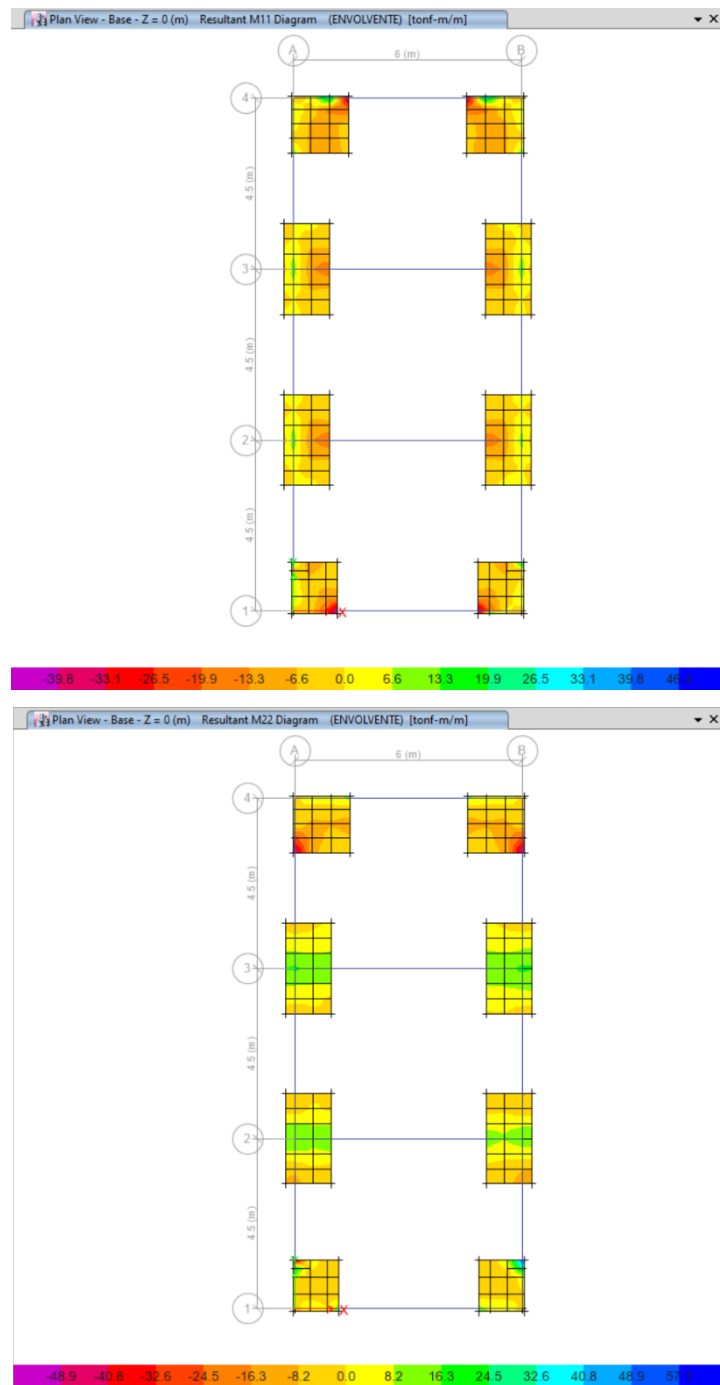 Plan View - Base - Z = 0 (m) Resultant M11 Diagram (ENVOLVENTE) [tonf-m/m]
A B
6 (m)
4
4.5 (m)
3
4.5 (m)
2
4.5 (m)
1 X
-39.8 -33.1 -26.5 -19.9 -13.3 -6.6 0.0 6.6 13.3 19.9 26.5 33.1 39.8
Plan View - Base - Z = 0 (m) Resultant M22 Diagram (ENVOLVENTE) [tonf-m/m]
A B
6 (m)
4
4.5 (m)
3
4.5 (m)
2
4.5 (m)
1 X
-48.9 -40.8 -32.6 -24.5 -16.3 -8.2 0.0 8.2 16.3 24.5 32.6 40.8 48.9